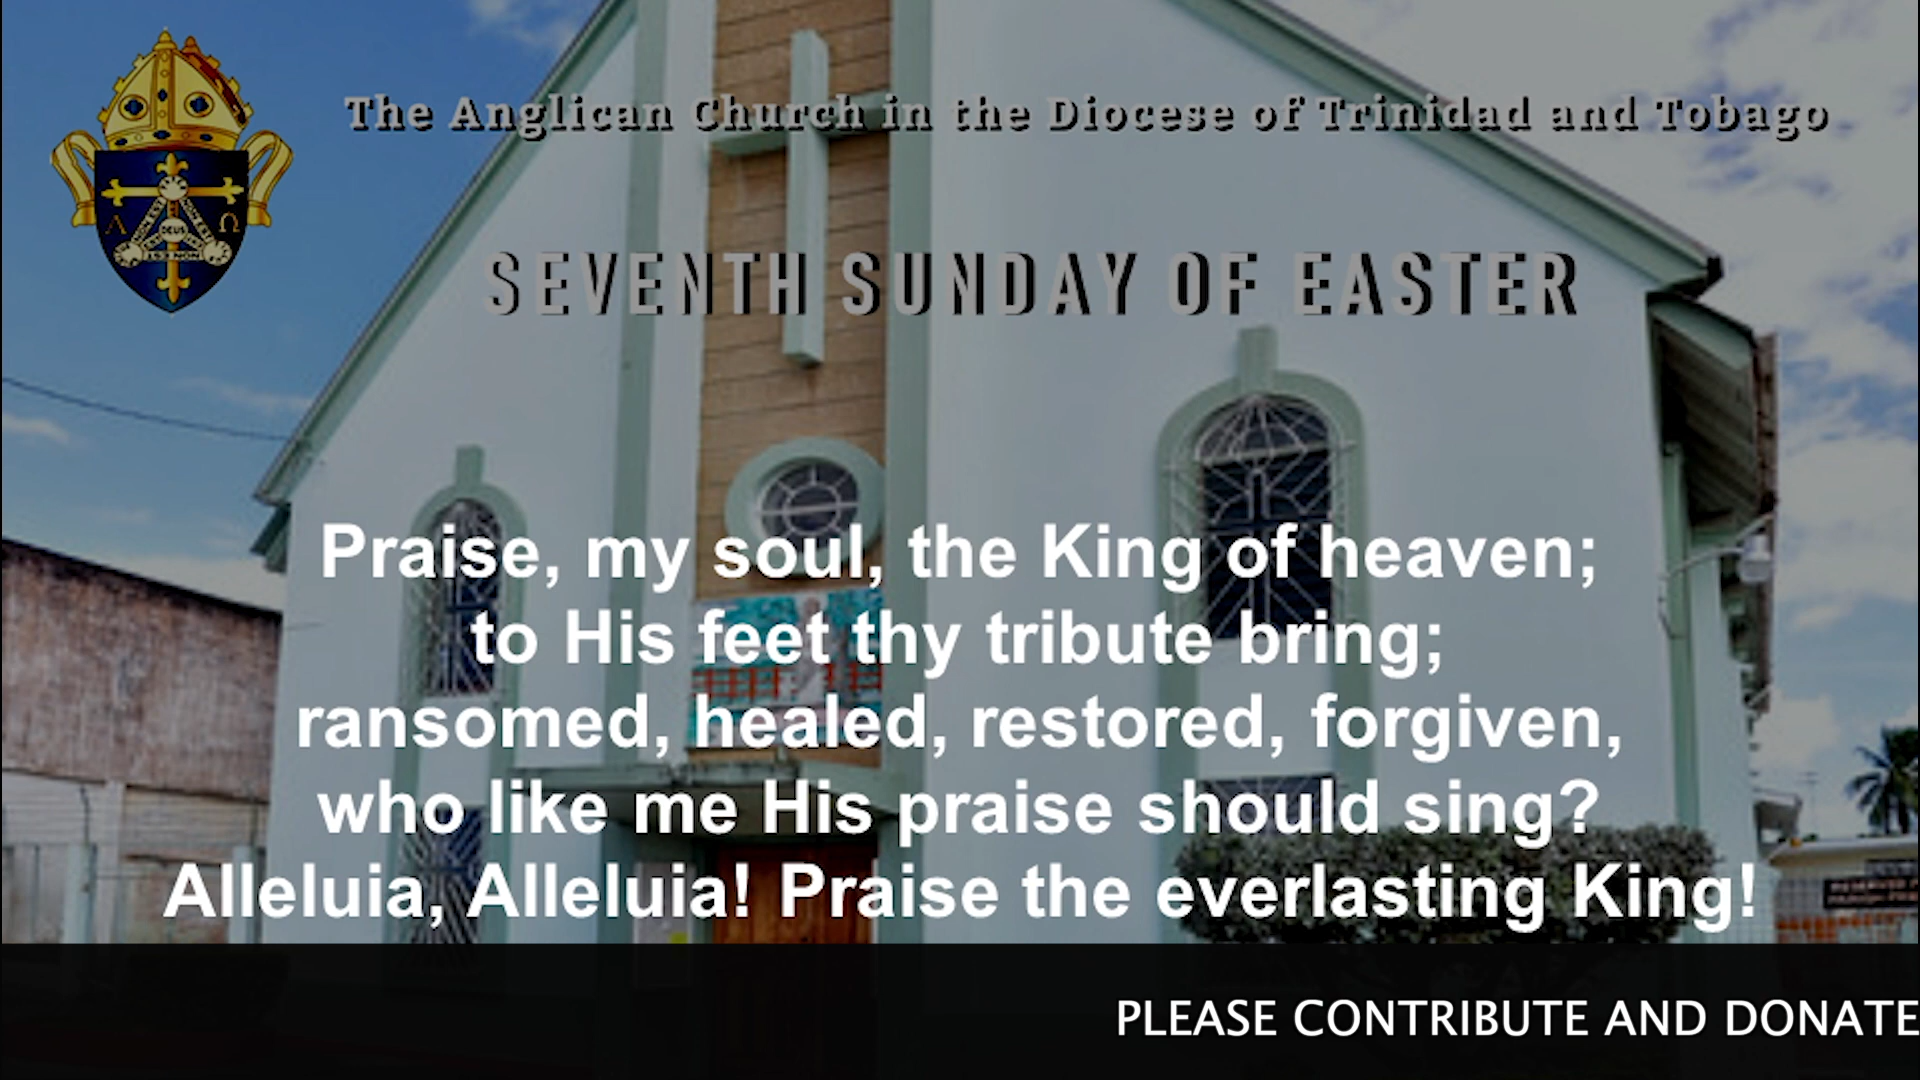 The Anglican Church in the Diocese of Trinidad and Tobago
SEVENTH SUNDAY OF EASTER
Α Ω
DEUS
Praise, my soul, the King of heaven;
to His feet thy tribute bring;
ransomed, healed, restored, forgiven,
who like me His praise should sing?
Alleluia, Alleluia! Praise the everlasting King!
PLEASE CONTRIBUTE AND DONATE